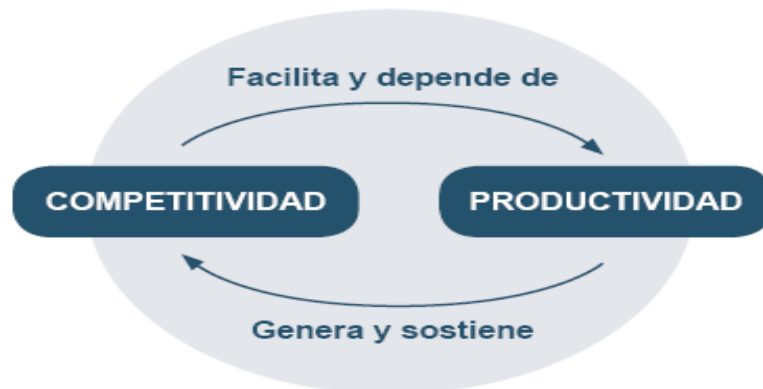 Facilita y depende de
COMPETITIVIDAD
PRODUCTIVIDAD
Genera y sostiene